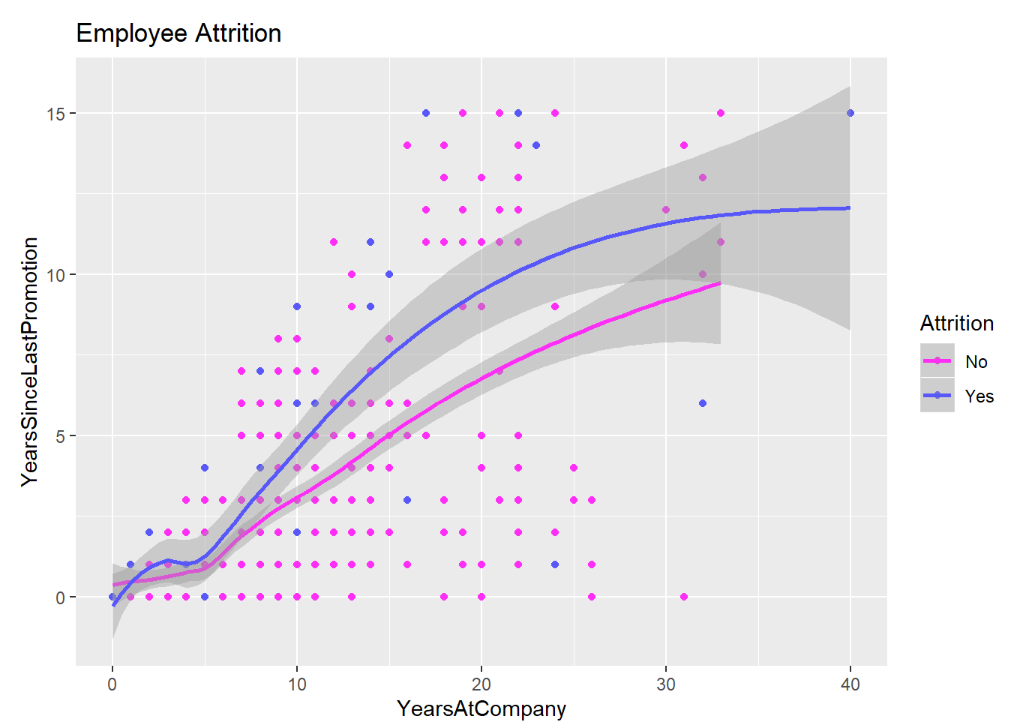 Employee Attrition
YearsSinceLastPromotion
15
10
5
0
0 10 20 30 40
YearsAtCompany
Attrition
No
Yes